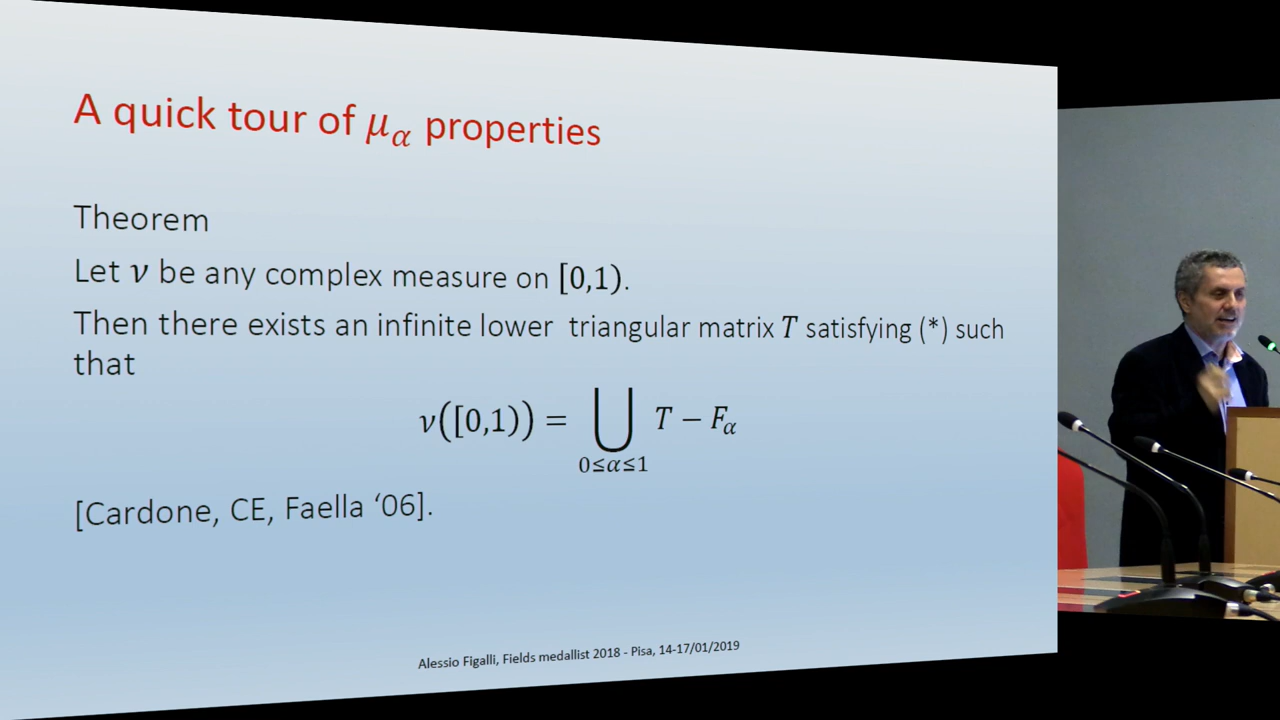 A quick tour of μ_α properties
Theorem
Let ν be any complex measure on [0,1).
Then there exists an infinite lower triangular matrix T satisfying (*) such
that
ν([0,1)) = ⋃ T − F_α
0≤α≤1
[Cardone, CE, Faella ‘06].
Alessio Figalli, Fields medallist 2018 - Pisa, 14-17/01/2019